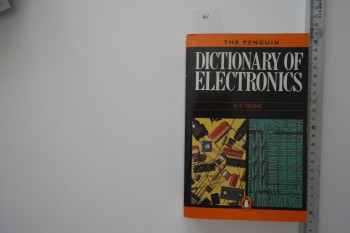 THE PENGUIN
DICTIONARY OF
ELECTRONICS
E. C. YOUNG